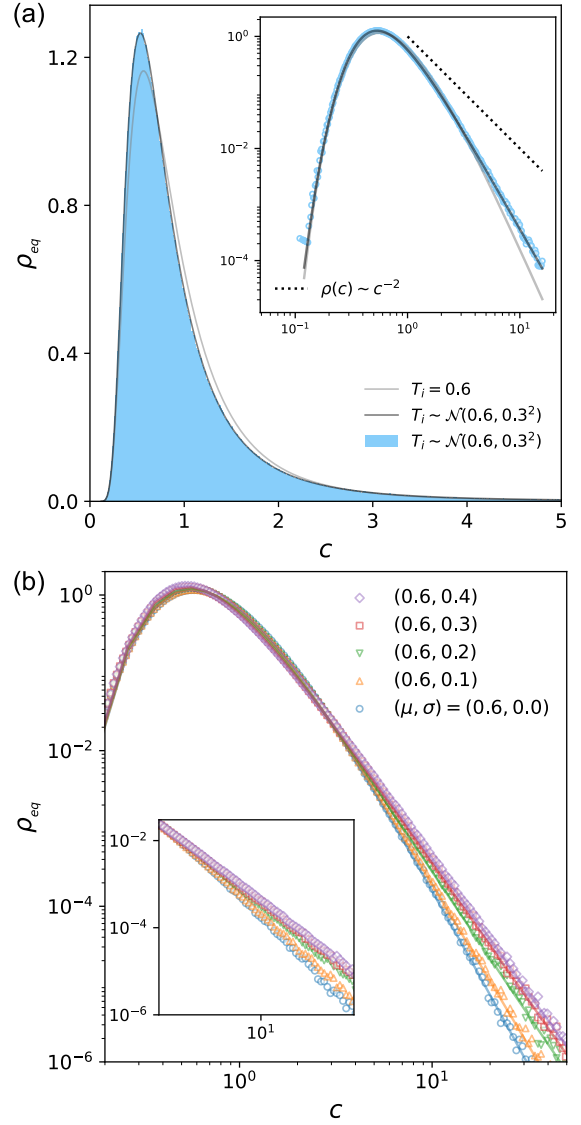 (a)
1.2
0.8
0.4
0.0
ρ_eq
0 1 2 3 4 5
c
10^0
10^−2
10^−4
10^−1 10^0 10^1
ρ(c) ~ c^−2
T_i = 0.6
T_i ~ 𝒩(0.6, 0.3^2)
T_i ~ 𝒩(0.6, 0.3^2)
(b)
10^0
10^−2
10^−4
10^−6
ρ_eq
10^0 10^1
c
(0.6, 0.4)
(0.6, 0.3)
(0.6, 0.2)
(0.6, 0.1)
(μ, σ) = (0.6, 0.0)
10^−2
10^−4
10^−6
10^1